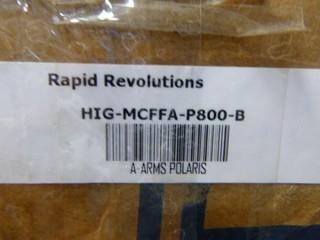 Rapid Revolutions
HIG-MCFFA-P800-B
A-ARMS POLARIS